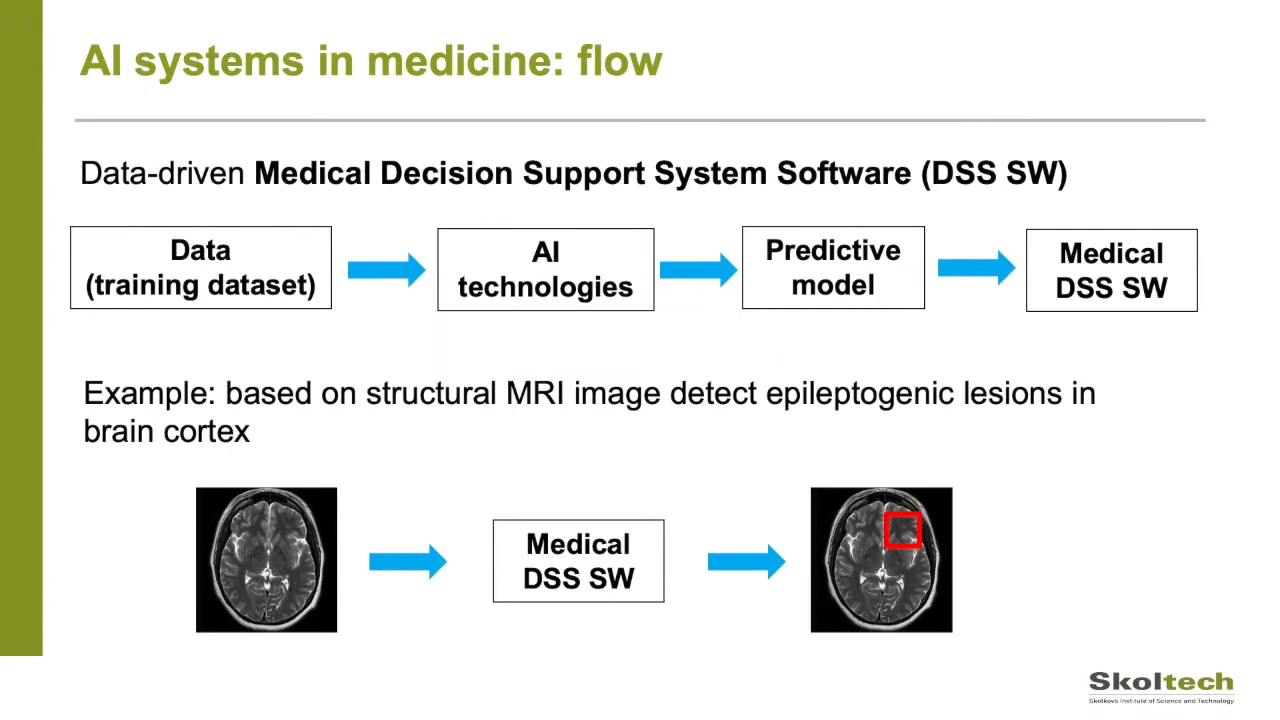 AI systems in medicine: flow
Data-driven Medical Decision Support System Software (DSS SW)
Data
(training dataset)
AI
technologies
Predictive
model
Medical
DSS SW
Example: based on structural MRI image detect epileptogenic lesions in
brain cortex
Medical
DSS SW
Skoltech
Skolkovo Institute of Science and Technology